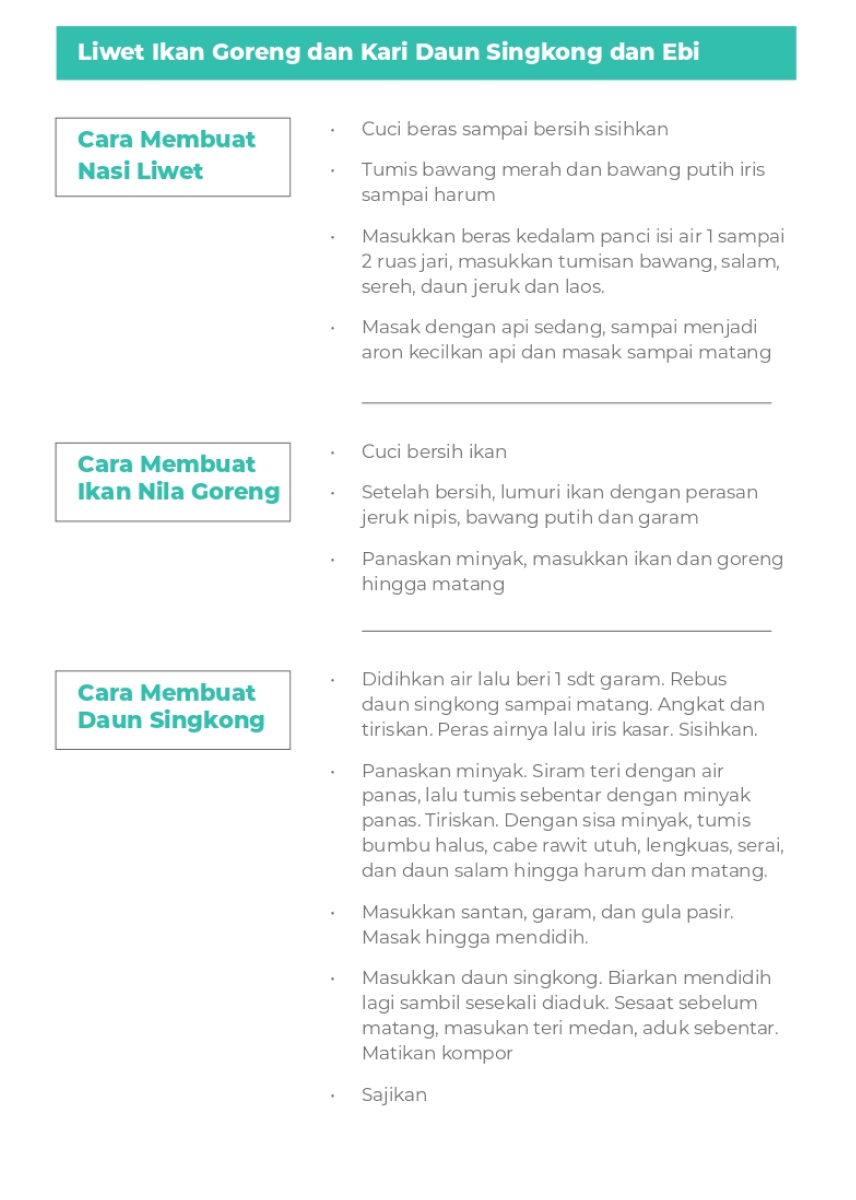 Liwet Ikan Goreng dan Kari Daun Singkong dan Ebi
Cara Membuat
Nasi Liwet
• Cuci beras sampai bersih sisihkan
• Tumis bawang merah dan bawang putih iris
sampai harum
• Masukkan beras kedalam panci isi air 1 sampai
2 ruas jari, masukkan tumisan bawang, salam,
sereh, daun jeruk dan laos.
• Masak dengan api sedang, sampai menjadi
aron kecilkan api dan masak sampai matang
Cara Membuat
Ikan Nila Goreng
• Cuci bersih ikan
• Setelah bersih, lumuri ikan dengan perasan
jeruk nipis, bawang putih dan garam
• Panaskan minyak, masukkan ikan dan goreng
hingga matang
Cara Membuat
Daun Singkong
• Didihkan air lalu beri 1 sdt garam. Rebus
daun singkong sampai matang. Angkat dan
tiriskan. Peras airnya lalu iris kasar. Sisihkan.
• Panaskan minyak. Siram teri dengan air
panas, lalu tumis sebentar dengan minyak
panas. Tiriskan. Dengan sisa minyak, tumis
bumbu halus, cabe rawit utuh, lengkuas, serai,
dan daun salam hingga harum dan matang.
• Masukkan santan, garam, dan gula pasir.
Masak hingga mendidih.
• Masukkan daun singkong. Biarkan mendidih
lagi sambil sesekali diaduk. Sesaat sebelum
matang, masukan teri medan, aduk sebentar.
Matikan kompor
• Sajikan